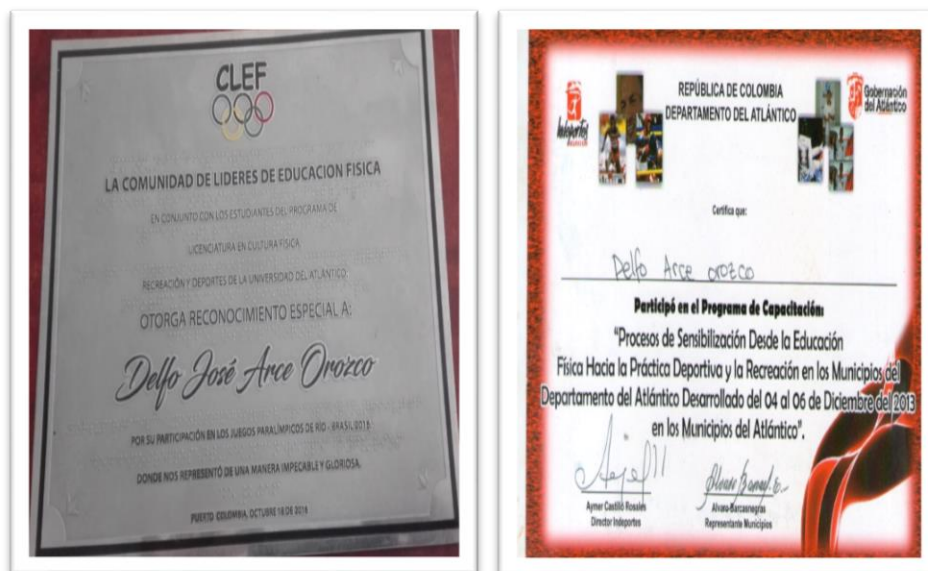 CLEF
LA COMUNIDAD DE LIDERES DE EDUCACION FISICA
EN CONJUNTO CON LOS ESTUDIANTES DEL PROGRAMA DE
LICENCIATURA EN CULTURA FISICA
RECREACIÓN Y DEPORTES DE LA UNIVERSIDAD DEL ATLÁNTICO:
OTORGA RECONOCIMIENTO ESPECIAL A:
Delfo José Arce Orozco
POR SU PARTICIPACIÓN EN LOS JUEGOS PARALÍMPICOS DE RIO - BRASIL 2016
DONDE NOS REPRESENTÓ DE UNA MANERA IMPECABLE Y GLORIOSA.
PUERTO COLOMBIA, OCTUBRE 18 DE 2016
Indeportes
REPÚBLICA DE COLOMBIA
DEPARTAMENTO DEL ATLÁNTICO
Gobernación
del Atlántico
Certifica que:
Delfo Arce orozco
Participó en el Programa de Capacitación:
"Procesos de Sensibilización Desde la Educación
Física Hacia la Práctica Deportiva y la Recreación en los Municipios del
Departamento del Atlántico Desarrollado del 04 al 06 de Diciembre del 2013
en los Municipios del Atlántico".
Aymer Castillo Rosales
Director Indeportes
Alvaro Barcasnegras
Representante Municipios